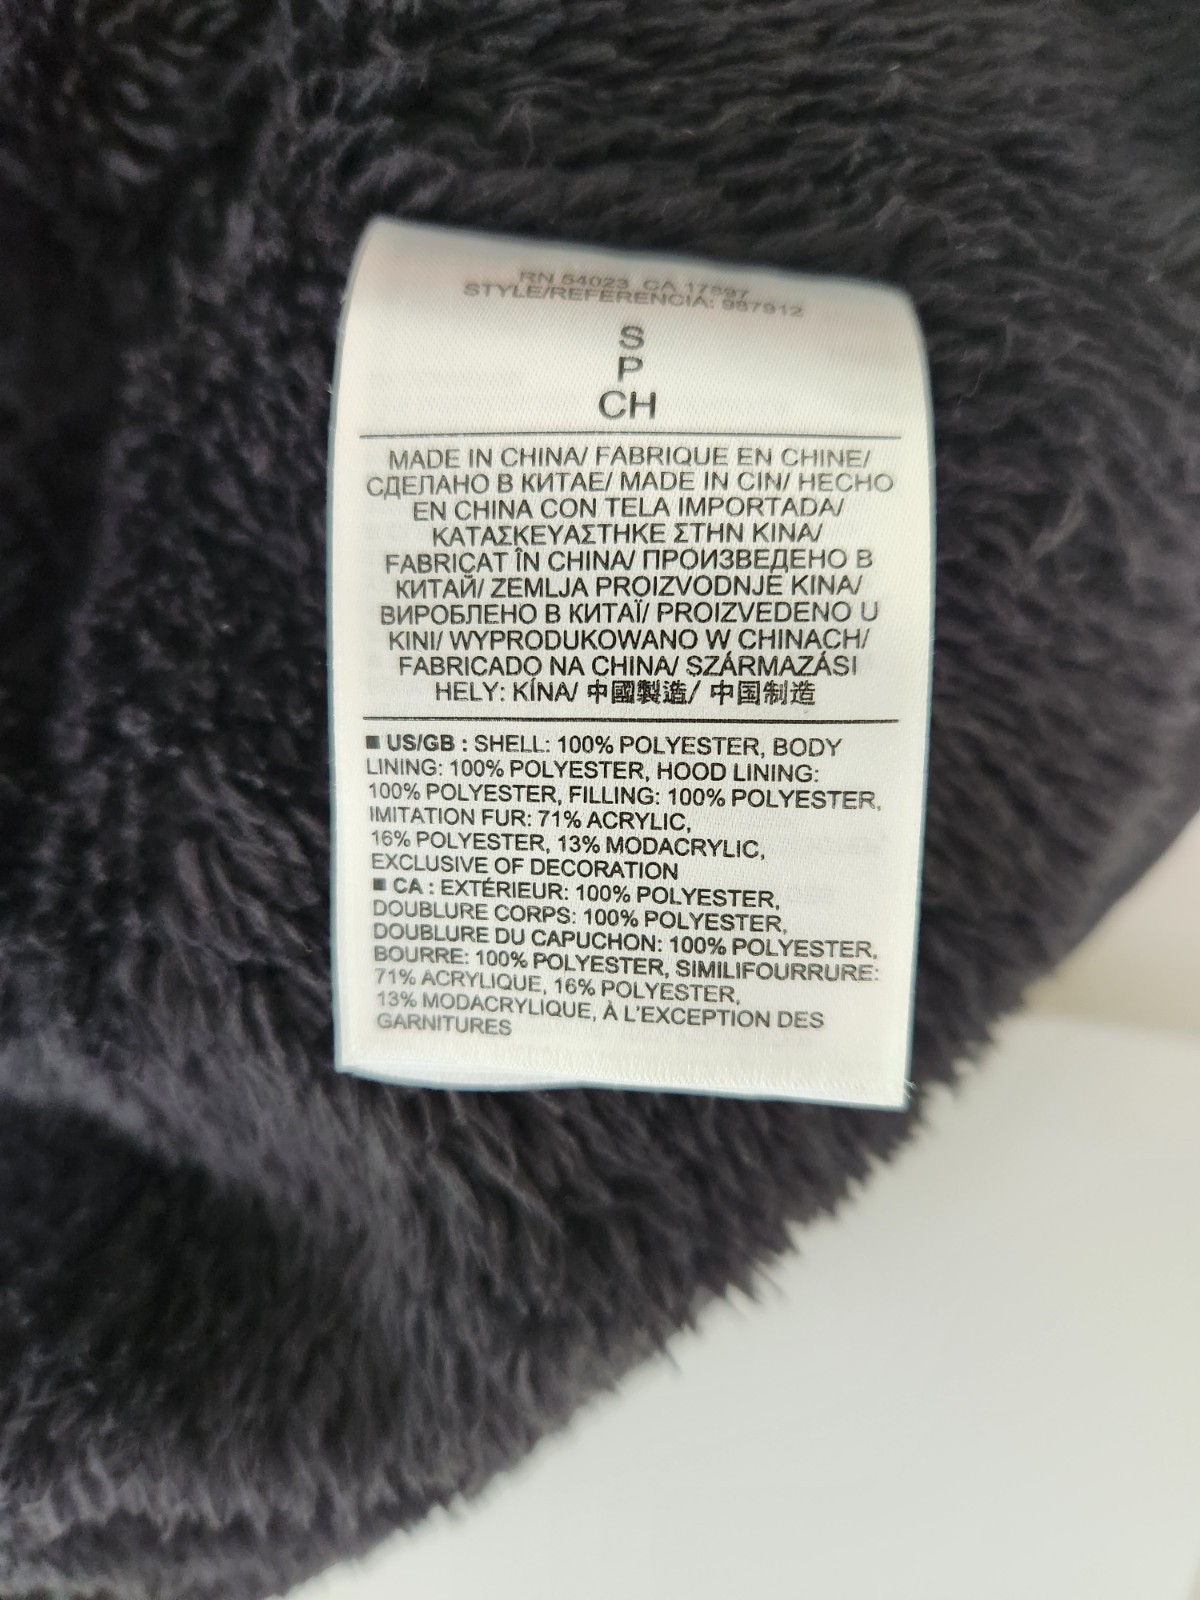 RN 54023 CA 17897
STYLE/REFERENCIA: 987912
S
P
CH
MADE IN CHINA/ FABRIQUE EN CHINE/
СДЕЛАНО В КИТАЕ/ MADE IN CIN/ HECHO
EN CHINA CON TELA IMPORTADA/
ΚΑΤΑΣΚΕΥΑΣΤΗΚΕ ΣΤΗΝ ΚΙΝΑ/
FABRICAT ÎN CHINA/ ПРОИЗВЕДЕНО В
КИТАЙ/ ZEMLJA PROIZVODNJE KINA/
ВИРОБЛЕНО В КИТАЇ/ PROIZVEDENO U
KINI/ WYPRODUKOWANO W CHINACH/
FABRICADO NA CHINA/ SZÁRMAZÁSI
HELY: KÍNA/ 中國製造/ 中国制造
■ US/GB : SHELL: 100% POLYESTER, BODY
LINING: 100% POLYESTER, HOOD LINING:
100% POLYESTER, FILLING: 100% POLYESTER,
IMITATION FUR: 71% ACRYLIC,
16% POLYESTER, 13% MODACRYLIC,
EXCLUSIVE OF DECORATION
■ CA : EXTÉRIEUR: 100% POLYESTER,
DOUBLURE CORPS: 100% POLYESTER,
DOUBLURE DU CAPUCHON: 100% POLYESTER,
BOURRE: 100% POLYESTER, SIMILIFOURRURE:
71% ACRYLIQUE, 16% POLYESTER,
13% MODACRYLIQUE, À L'EXCEPTION DES
GARNITURES